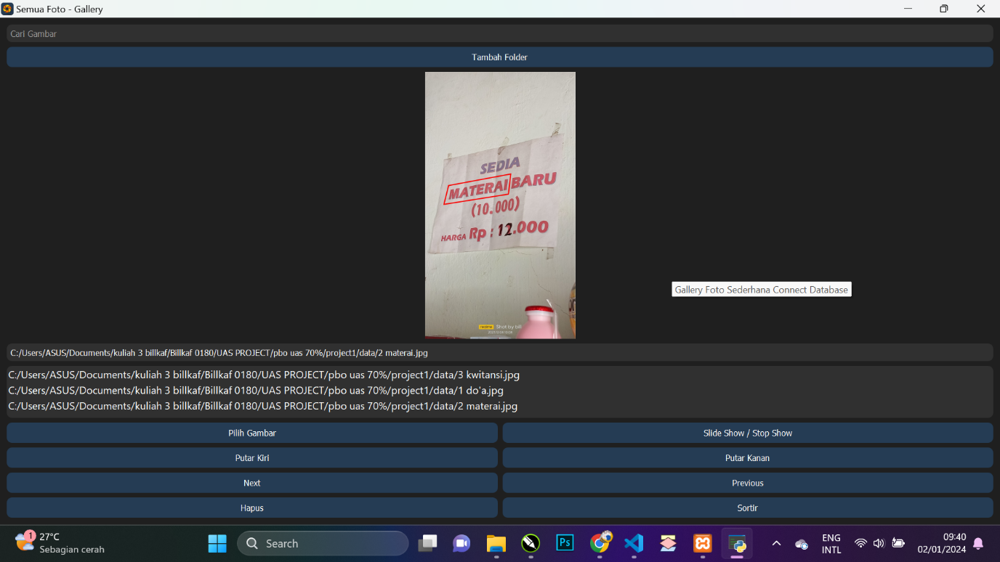 Semua Foto - Gallery
Cari Gambar
Tambah Folder
SEDIA
MATERAI BARU
(10.000)
HARGA Rp : 12.000
realme Shot by bill
Gallery Foto Sederhana Connect Database
C:/Users/ASUS/Documents/kuliah 3 billkaf/Billkaf 0180/UAS PROJECT/pbo uas 70%/project1/data/2 materai.jpg
C:/Users/ASUS/Documents/kuliah 3 billkaf/Billkaf 0180/UAS PROJECT/pbo uas 70%/project1/data/3 kwitansi.jpg
C:/Users/ASUS/Documents/kuliah 3 billkaf/Billkaf 0180/UAS PROJECT/pbo uas 70%/project1/data/1 do'a.jpg
C:/Users/ASUS/Documents/kuliah 3 billkaf/Billkaf 0180/UAS PROJECT/pbo uas 70%/project1/data/2 materai.jpg
Pilih Gambar
Slide Show / Stop Show
Putar Kiri
Putar Kanan
Next
Previous
Hapus
Sortir
1
27°C
Sebagian cerah
Search
Ps
ENG
INTL
09:40
02/01/2024